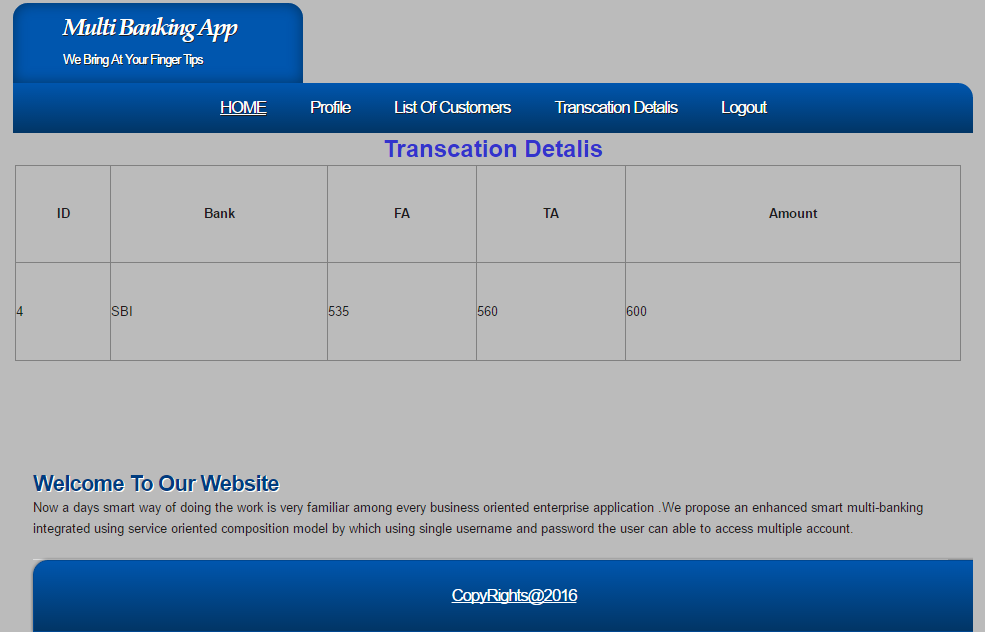 Multi Banking App
We Bring At Your Finger Tips
HOME Profile List Of Customers Transcation Detalis Logout
Transcation Detalis
ID Bank FA TA Amount
4 SBI 535 560 600
Welcome To Our Website
Now a days smart way of doing the work is very familiar among every business oriented enterprise application .We propose an enhanced smart multi-banking
integrated using service oriented composition model by which using single username and password the user can able to access multiple account.
CopyRights@2016